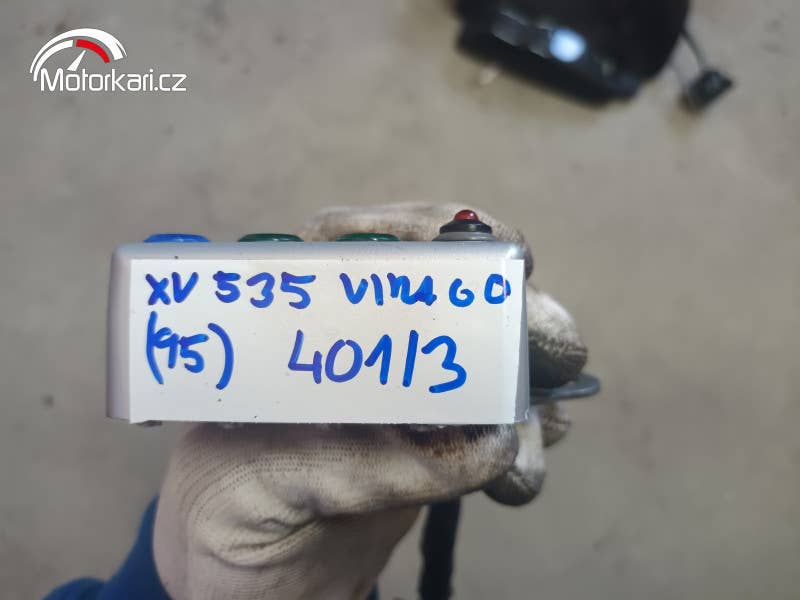 Motorkari.cz
XV 535 VIRAGO
(95) 401/3